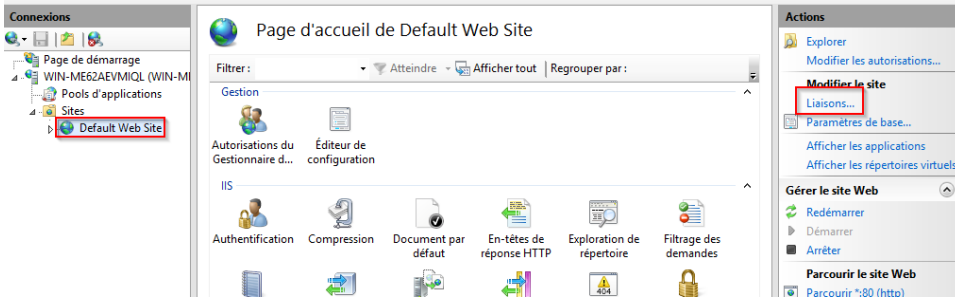 Connexions
Page de démarrage
WIN-ME62AEVMIQL (WIN-MI
Pools d'applications
Sites
Default Web Site
Page d'accueil de Default Web Site
Filtrer :
Atteindre
Afficher tout
Regrouper par :
Gestion
Autorisations du
Gestionnaire d...
Éditeur de
configuration
IIS
Authentification
Compression
Document par
défaut
En-têtes de
réponse HTTP
Exploration de
répertoire
Filtrage des
demandes
404
Actions
Explorer
Modifier les autorisations...
Modifier le site
Liaisons...
Paramètres de base...
Afficher les applications
Afficher les répertoires virtuels
Gérer le site Web
Redémarrer
Démarrer
Arrêter
Parcourir le site Web
Parcourir *:80 (http)